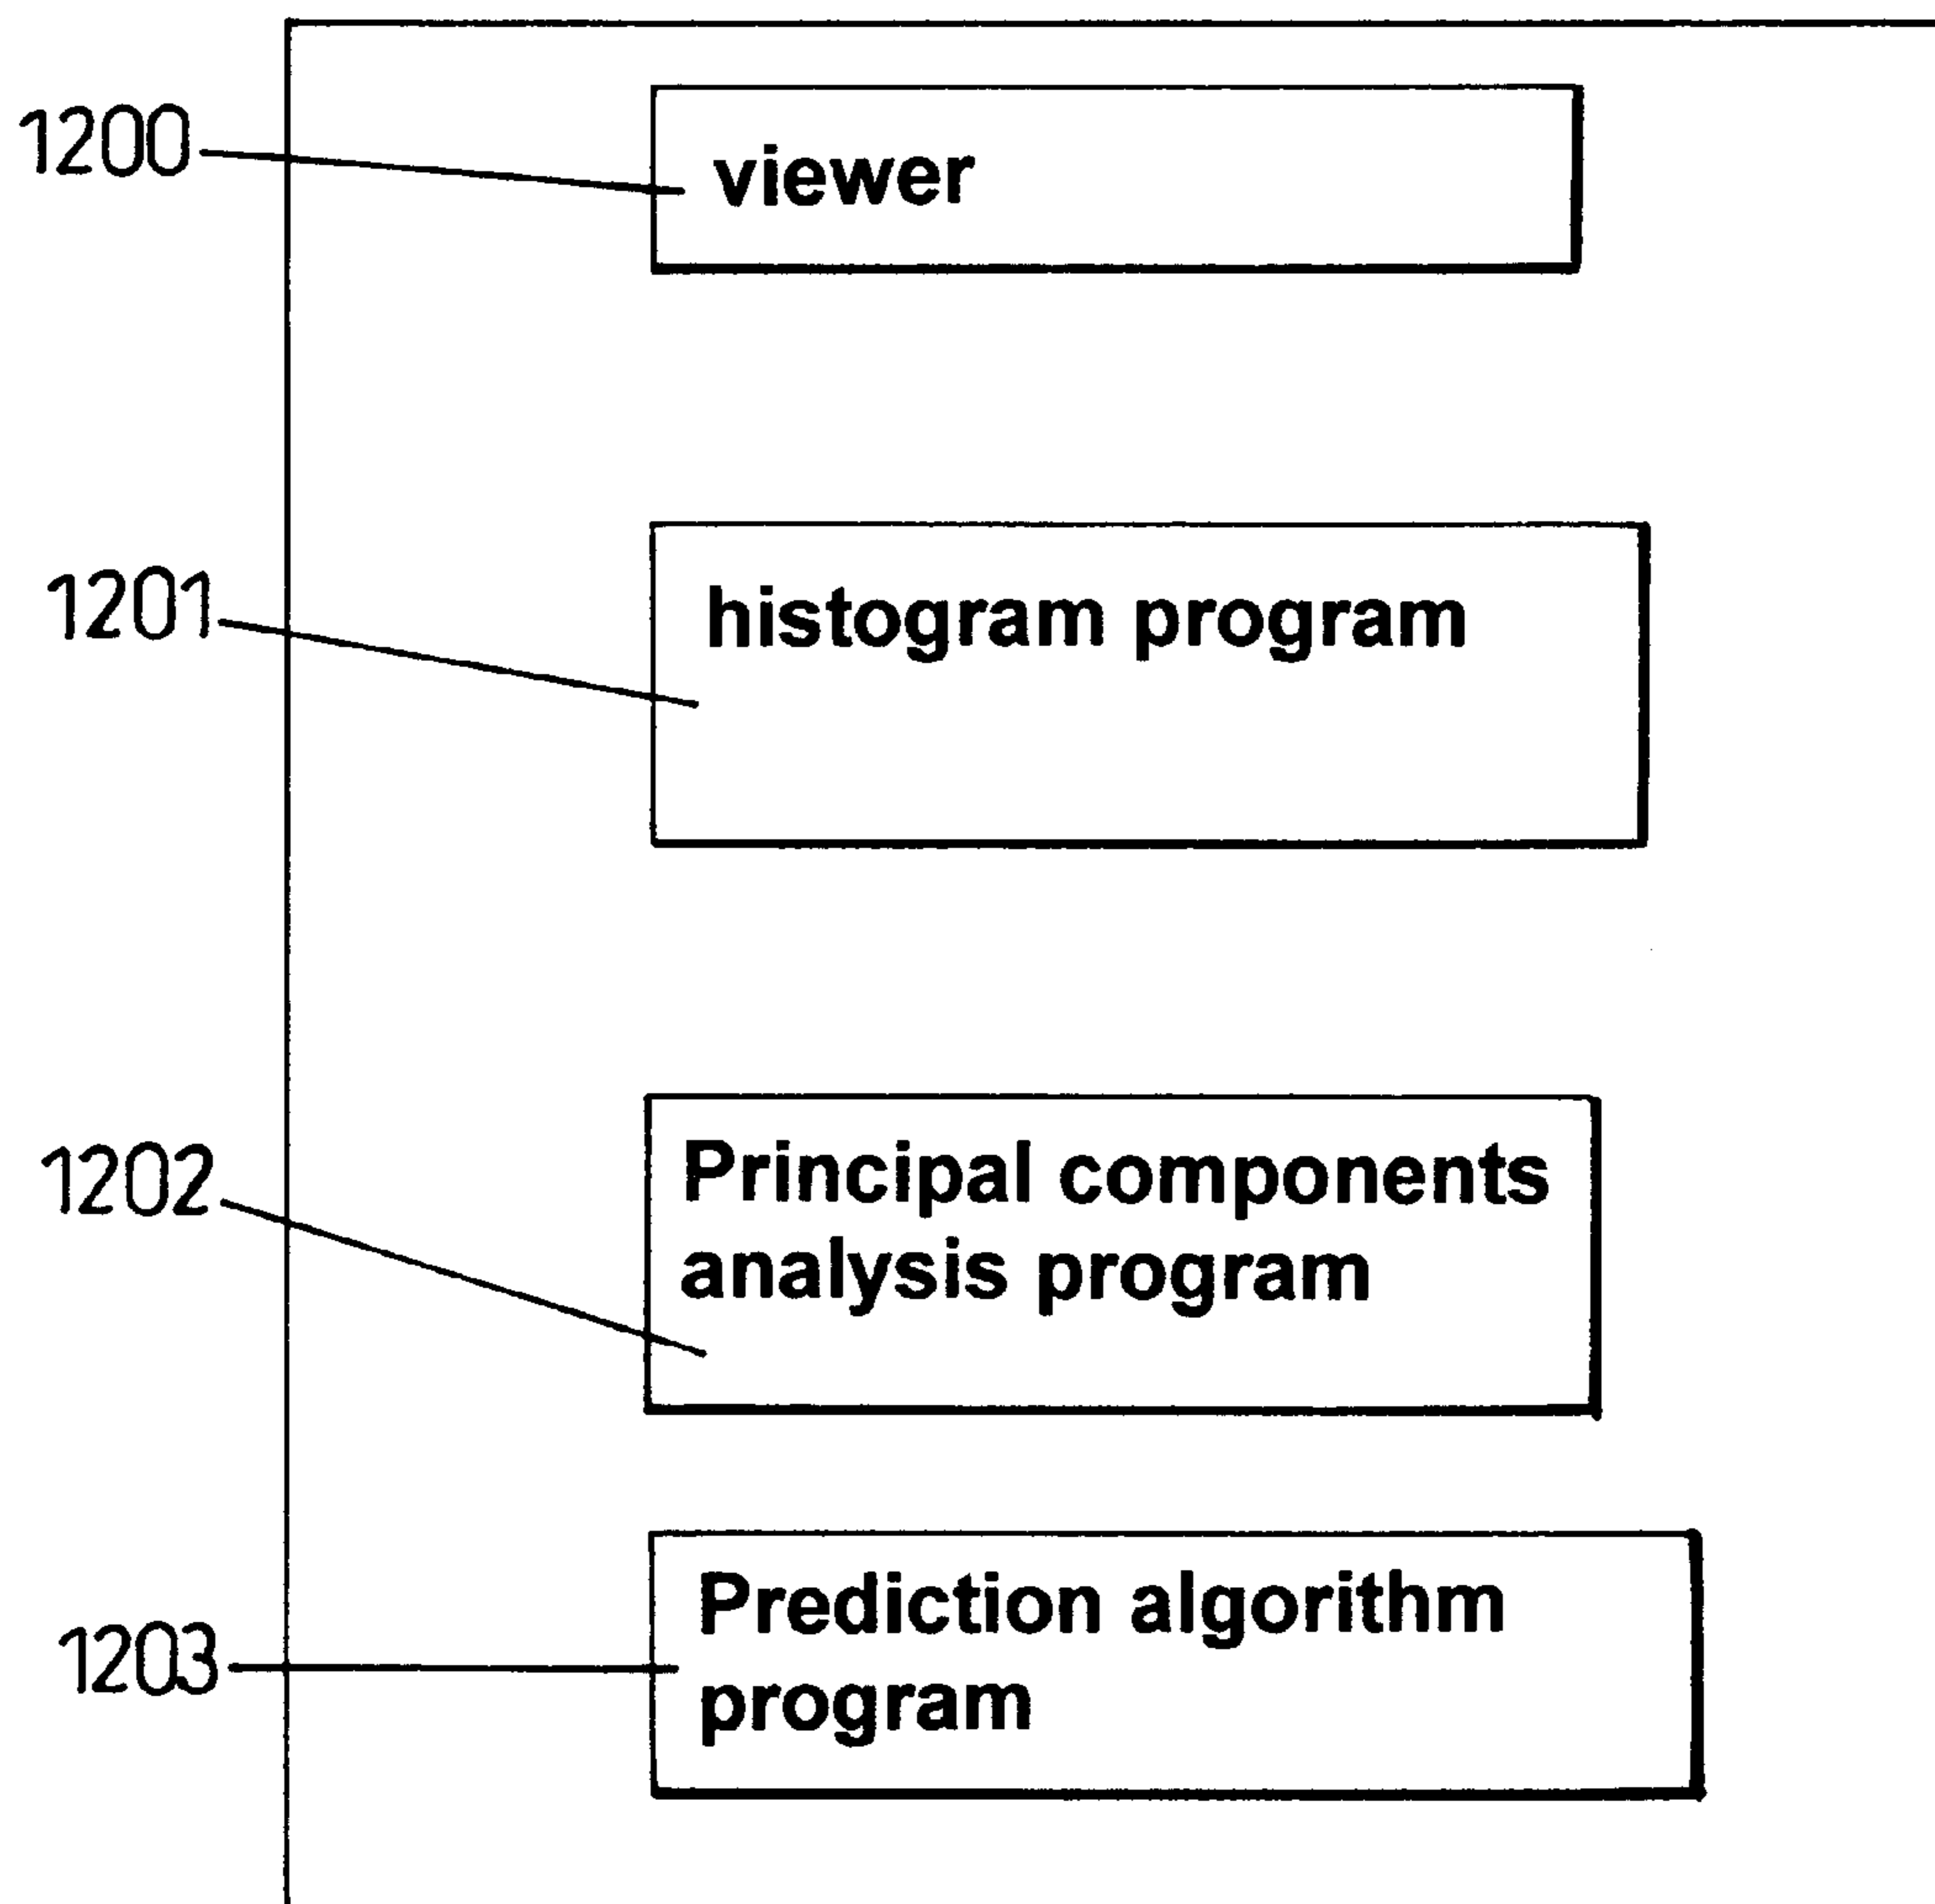 1200
viewer
1201
histogram program
1202
Principal components
analysis program
1203
Prediction algorithm
program